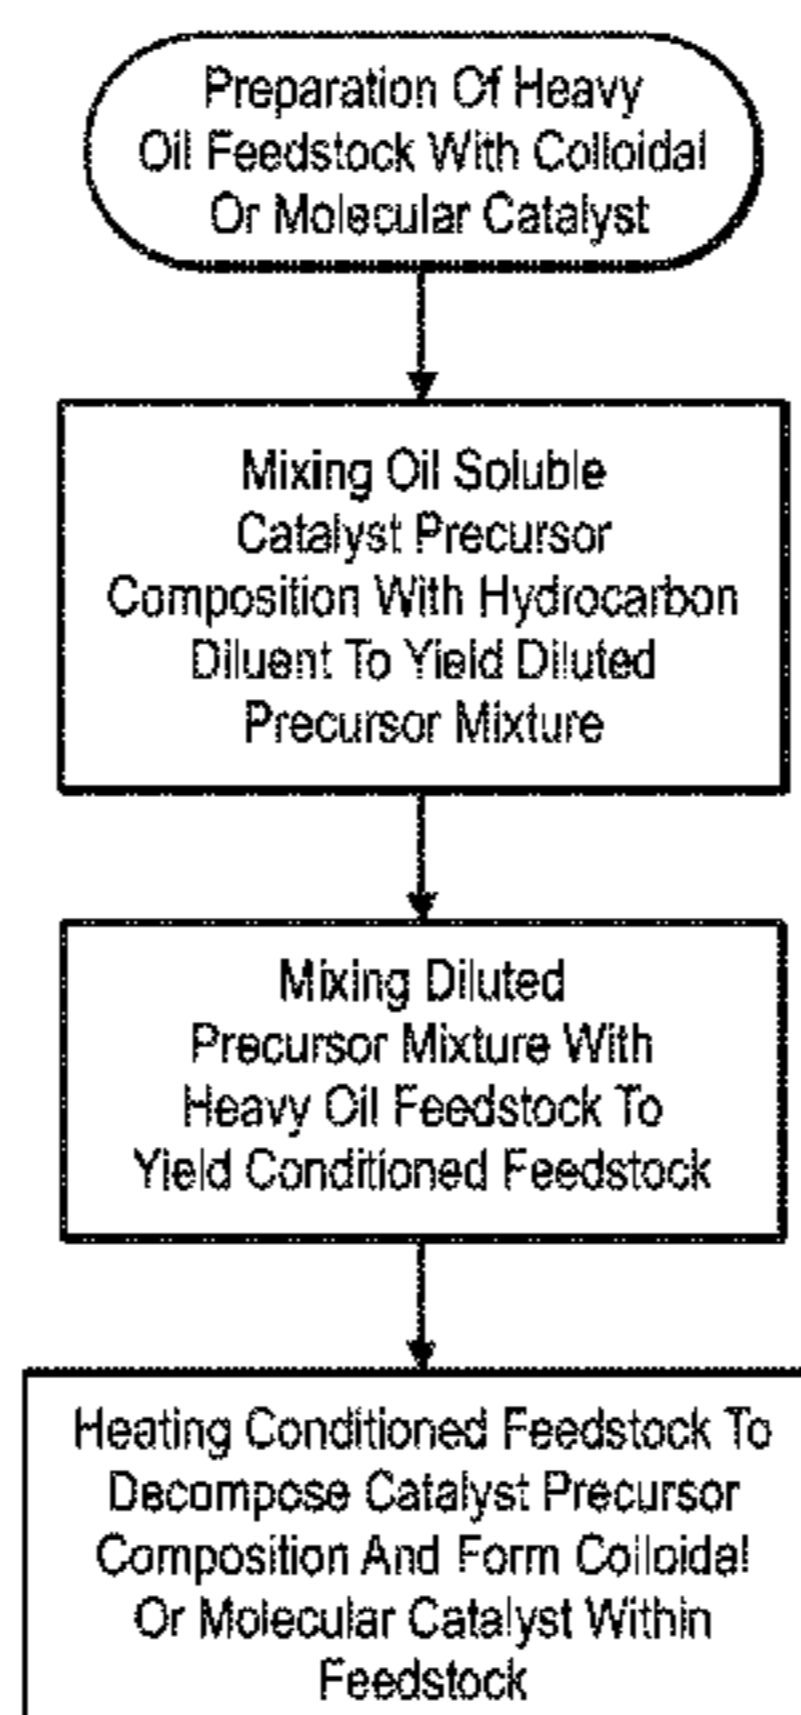 Preparation Of Heavy
Oil Feedstock With Colloidal
Or Molecular Catalyst
Mixing Oil Soluble
Catalyst Precursor
Composition With Hydrocarbon
Diluent To Yield Diluted
Precursor Mixture
Mixing Diluted
Precursor Mixture With
Heavy Oil Feedstock To
Yield Conditioned Feedstock
Heating Conditioned Feedstock To
Decompose Catalyst Precursor
Composition And Form Colloidal
Or Molecular Catalyst Within
Feedstock